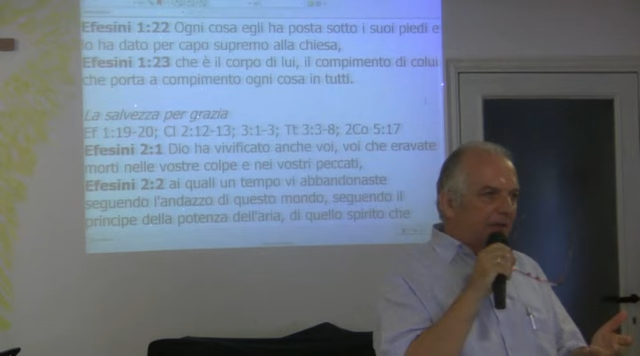 Efesini 1:22 Ogni cosa egli ha posta sotto i suoi piedi e
lo ha dato per capo supremo alla chiesa,
Efesini 1:23 che è il corpo di lui, il compimento di colui
che porta a compimento ogni cosa in tutti.
La salvezza per grazia
Ef 1:19-20; Cl 2:12-13; 3:1-3; Tt 3:3-8; 2Co 5:17
Efesini 2:1 Dio ha vivificato anche voi, voi che eravate
morti nelle vostre colpe e nei vostri peccati,
Efesini 2:2 ai quali un tempo vi abbandonaste
seguendo l'andazzo di questo mondo, seguendo il
principe della potenza dell'aria, di quello spirito che